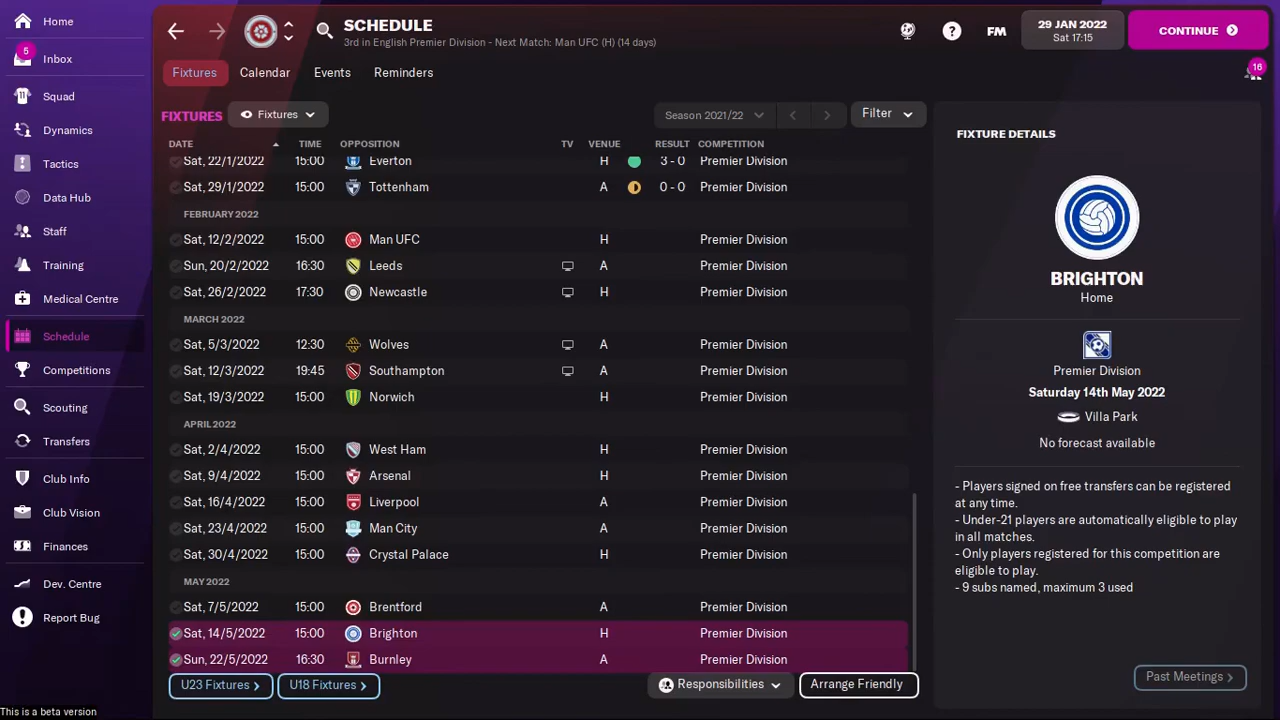 Home
5
Inbox
Squad
Dynamics
Tactics
Data Hub
Staff
Training
Medical Centre
Schedule
Competitions
Scouting
Transfers
Club Info
Club Vision
Finances
Dev. Centre
Report Bug
This is a beta version
SCHEDULE
3rd in English Premier Division - Next Match: Man UFC (H) (14 days)
FM
29 JAN 2022
Sat 17:15
CONTINUE
16
Fixtures Calendar Events Reminders
FIXTURES Fixtures Season 2021/22 Filter
DATE TIME OPPOSITION TV VENUE RESULT COMPETITION
Sat, 22/1/2022 15:00 Everton H 3 - 0 Premier Division
Sat, 29/1/2022 15:00 Tottenham A 0 - 0 Premier Division
FEBRUARY 2022
Sat, 12/2/2022 15:00 Man UFC H Premier Division
Sun, 20/2/2022 16:30 Leeds A Premier Division
Sat, 26/2/2022 17:30 Newcastle H Premier Division
MARCH 2022
Sat, 5/3/2022 12:30 Wolves A Premier Division
Sat, 12/3/2022 19:45 Southampton A Premier Division
Sat, 19/3/2022 15:00 Norwich H Premier Division
APRIL 2022
Sat, 2/4/2022 15:00 West Ham H Premier Division
Sat, 9/4/2022 15:00 Arsenal H Premier Division
Sat, 16/4/2022 15:00 Liverpool A Premier Division
Sat, 23/4/2022 15:00 Man City A Premier Division
Sat, 30/4/2022 15:00 Crystal Palace H Premier Division
MAY 2022
Sat, 7/5/2022 15:00 Brentford A Premier Division
Sat, 14/5/2022 15:00 Brighton H Premier Division
Sun, 22/5/2022 16:30 Burnley A Premier Division
U23 Fixtures U18 Fixtures Responsibilities Arrange Friendly
FIXTURE DETAILS
BRIGHTON
Home
Premier Division
Saturday 14th May 2022
Villa Park
No forecast available
- Players signed on free transfers can be registered
at any time.
- Under-21 players are automatically eligible to play
in all matches.
- Only players registered for this competition are
eligible to play.
- 9 subs named, maximum 3 used
Past Meetings